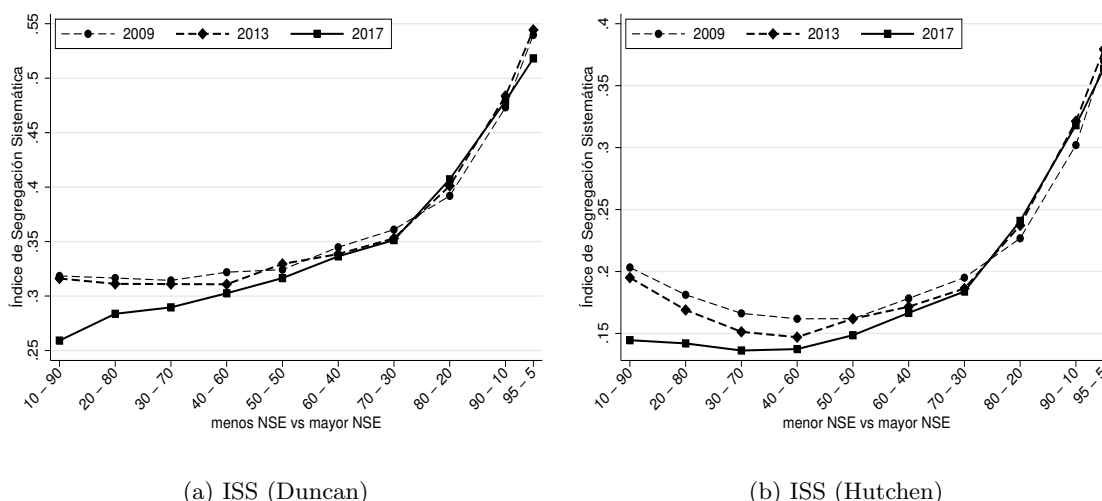 .25 .3 .35 .4 .45 .5 .55
Índice de Segregación Sistemática
2009 2013 2017
10 – 90 20 – 80 30 – 70 40 – 60 50 – 50 60 – 40 70 – 30 80 – 20 90 – 10 95 – 5
menos NSE vs mayor NSE
(a) ISS (Duncan)
.15 .2 .25 .3 .35 .4
Índice de Segregación Sistemática
2009 2013 2017
10 – 90 20 – 80 30 – 70 40 – 60 50 – 50 60 – 40 70 – 30 80 – 20 90 – 10 95 – 5
menor NSE vs mayor NSE
(b) ISS (Hutchen)